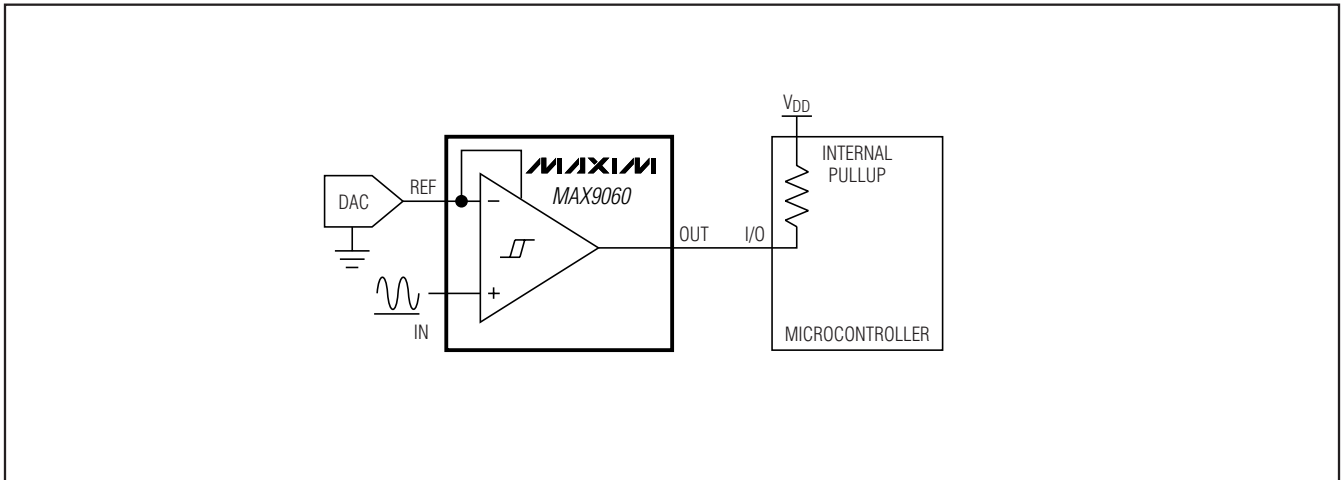 VDD
INTERNAL
PULLUP
MAXIM
MAX9060
REF
DAC
−
OUT
I/O
+
IN
MICROCONTROLLER